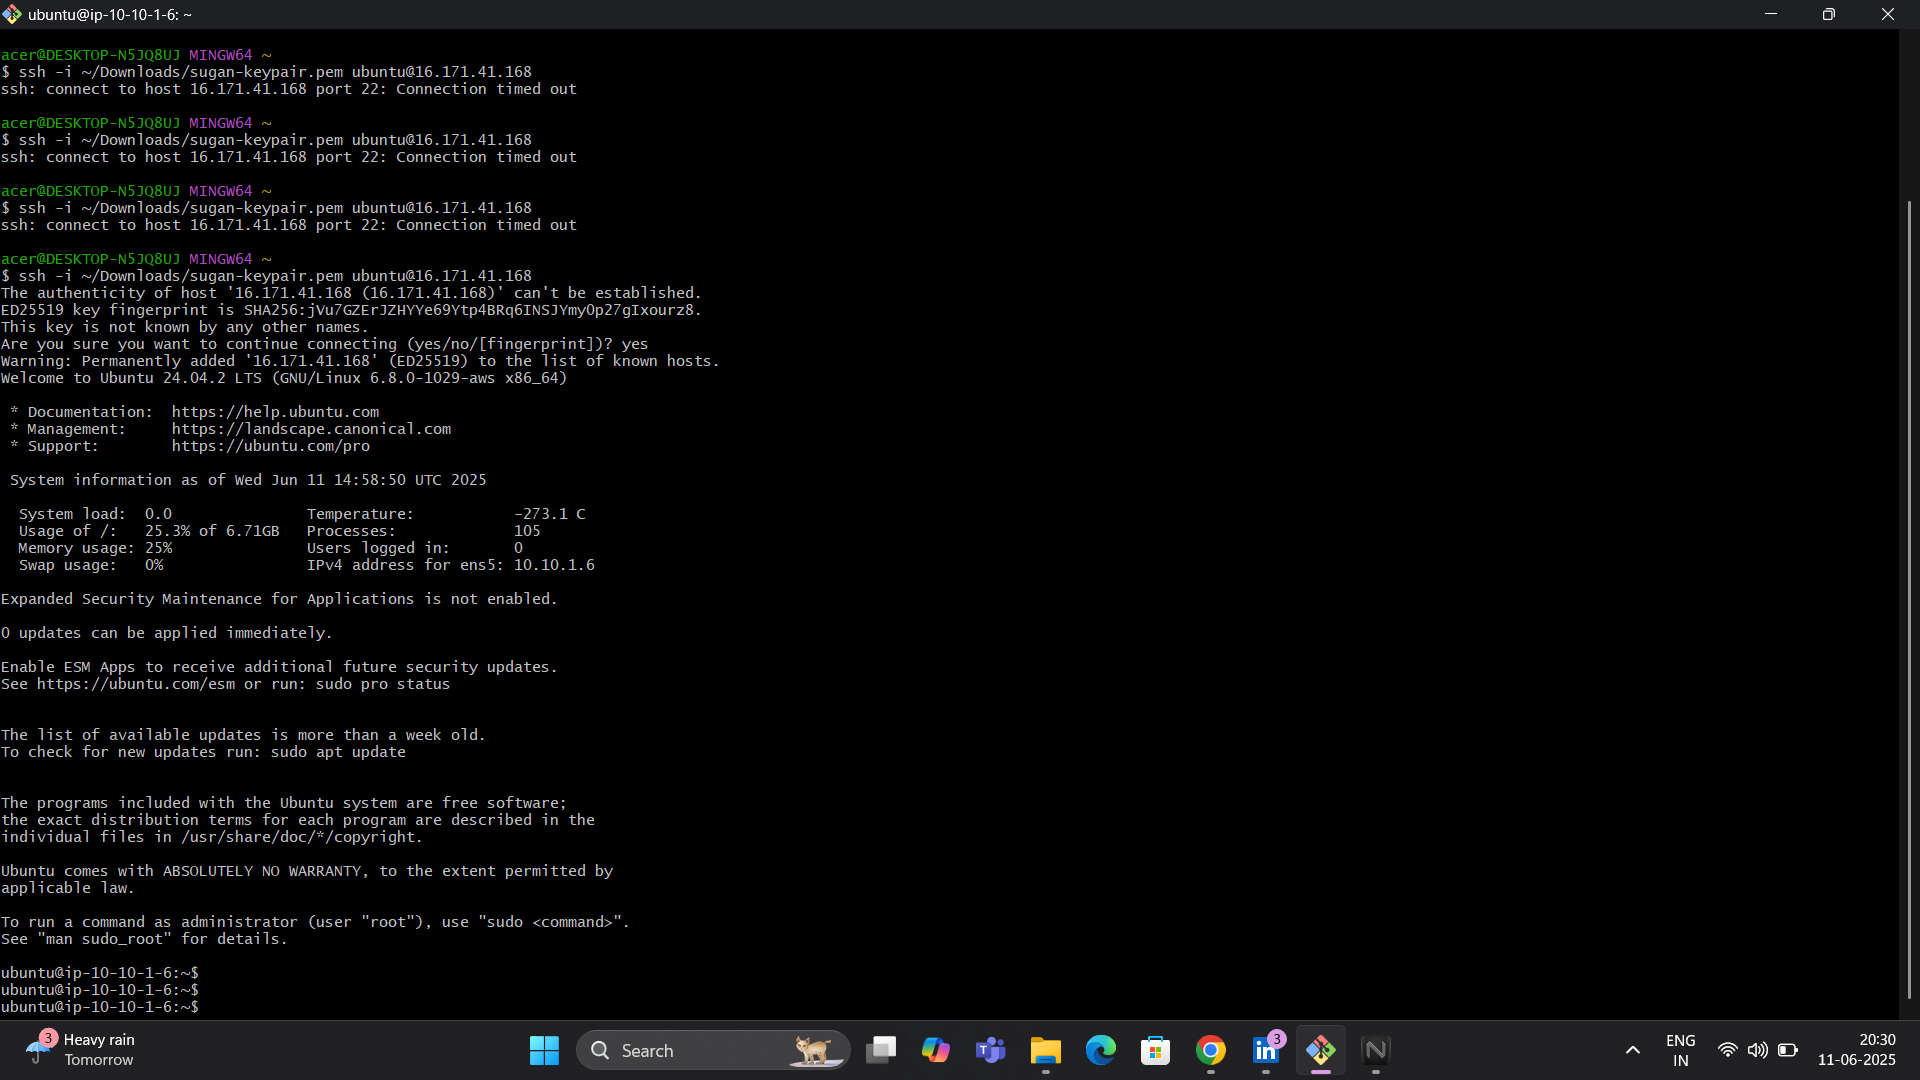 ubuntu@ip-10-10-1-6: ~
acer@DESKTOP-N5JQ8UJ MINGW64 ~
$ ssh -i ~/Downloads/sugan-keypair.pem ubuntu@16.171.41.168
ssh: connect to host 16.171.41.168 port 22: Connection timed out
acer@DESKTOP-N5JQ8UJ MINGW64 ~
$ ssh -i ~/Downloads/sugan-keypair.pem ubuntu@16.171.41.168
ssh: connect to host 16.171.41.168 port 22: Connection timed out
acer@DESKTOP-N5JQ8UJ MINGW64 ~
$ ssh -i ~/Downloads/sugan-keypair.pem ubuntu@16.171.41.168
ssh: connect to host 16.171.41.168 port 22: Connection timed out
acer@DESKTOP-N5JQ8UJ MINGW64 ~
$ ssh -i ~/Downloads/sugan-keypair.pem ubuntu@16.171.41.168
The authenticity of host '16.171.41.168 (16.171.41.168)' can't be established.
ED25519 key fingerprint is SHA256:jVu7GZErJZHYYe69Ytp4BRq6INSJYmyOp27gIxourz8.
This key is not known by any other names.
Are you sure you want to continue connecting (yes/no/[fingerprint])? yes
Warning: Permanently added '16.171.41.168' (ED25519) to the list of known hosts.
Welcome to Ubuntu 24.04.2 LTS (GNU/Linux 6.8.0-1029-aws x86_64)
* Documentation:  https://help.ubuntu.com
* Management:     https://landscape.canonical.com
* Support:        https://ubuntu.com/pro
System information as of Wed Jun 11 14:58:50 UTC 2025
System load:  0.0               Temperature:           -273.1 C
Usage of /:   25.3% of 6.71GB   Processes:             105
Memory usage: 25%               Users logged in:       0
Swap usage:   0%                IPv4 address for ens5: 10.10.1.6
Expanded Security Maintenance for Applications is not enabled.
0 updates can be applied immediately.
Enable ESM Apps to receive additional future security updates.
See https://ubuntu.com/esm or run: sudo pro status
The list of available updates is more than a week old.
To check for new updates run: sudo apt update
The programs included with the Ubuntu system are free software;
the exact distribution terms for each program are described in the
individual files in /usr/share/doc/*/copyright.
Ubuntu comes with ABSOLUTELY NO WARRANTY, to the extent permitted by
applicable law.
To run a command as administrator (user "root"), use "sudo <command>".
See "man sudo_root" for details.
ubuntu@ip-10-10-1-6:~$
ubuntu@ip-10-10-1-6:~$
ubuntu@ip-10-10-1-6:~$
3
Heavy rain
Tomorrow
Search
3
ENG
IN
20:30
11-06-2025